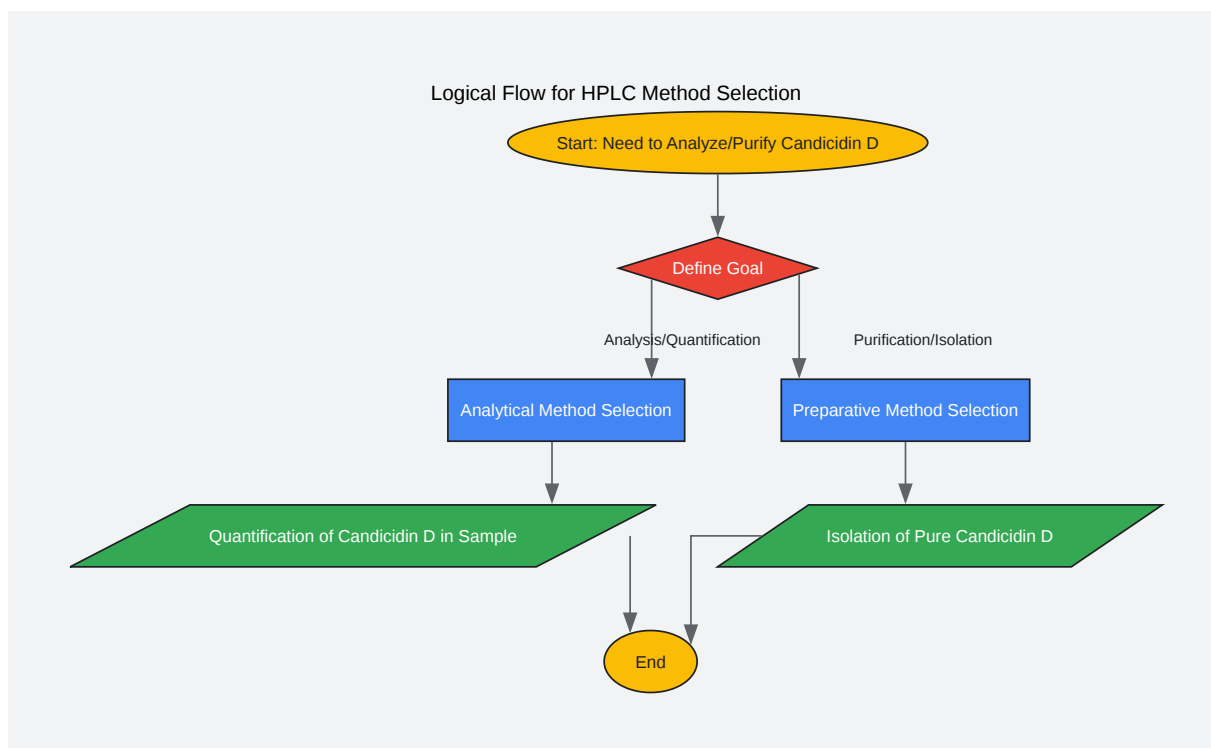 Logical Flow for HPLC Method Selection
Start: Need to Analyze/Purify Candicidin D
Define Goal
Analysis/Quantification
Purification/Isolation
Analytical Method Selection
Preparative Method Selection
Quantification of Candicidin D in Sample
Isolation of Pure Candicidin D
End